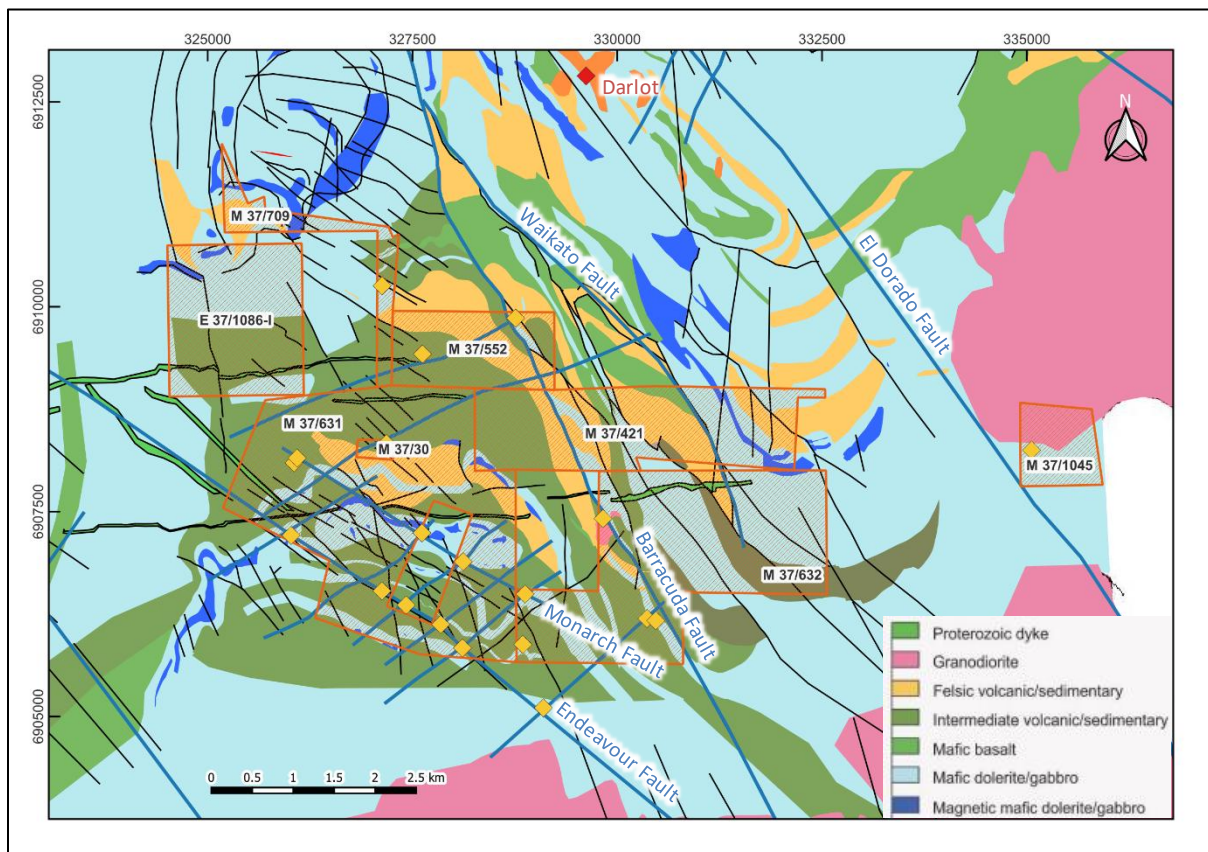 325000
327500
330000
332500
335000
6912500
6910000
6907500
6905000
Darlot
N
M 37/709
Waikato Fault
El Dorado Fault
E 37/1086-I
M 37/552
M 37/631
M 37/30
M 37/421
M 37/1045
Barracuda Fault
M 37/632
Monarch Fault
Endeavour Fault
0 0.5 1 1.5 2 2.5 km
Proterozoic dyke
Granodiorite
Felsic volcanic/sedimentary
Intermediate volcanic/sedimentary
Mafic basalt
Mafic dolerite/gabbro
Magnetic mafic dolerite/gabbro